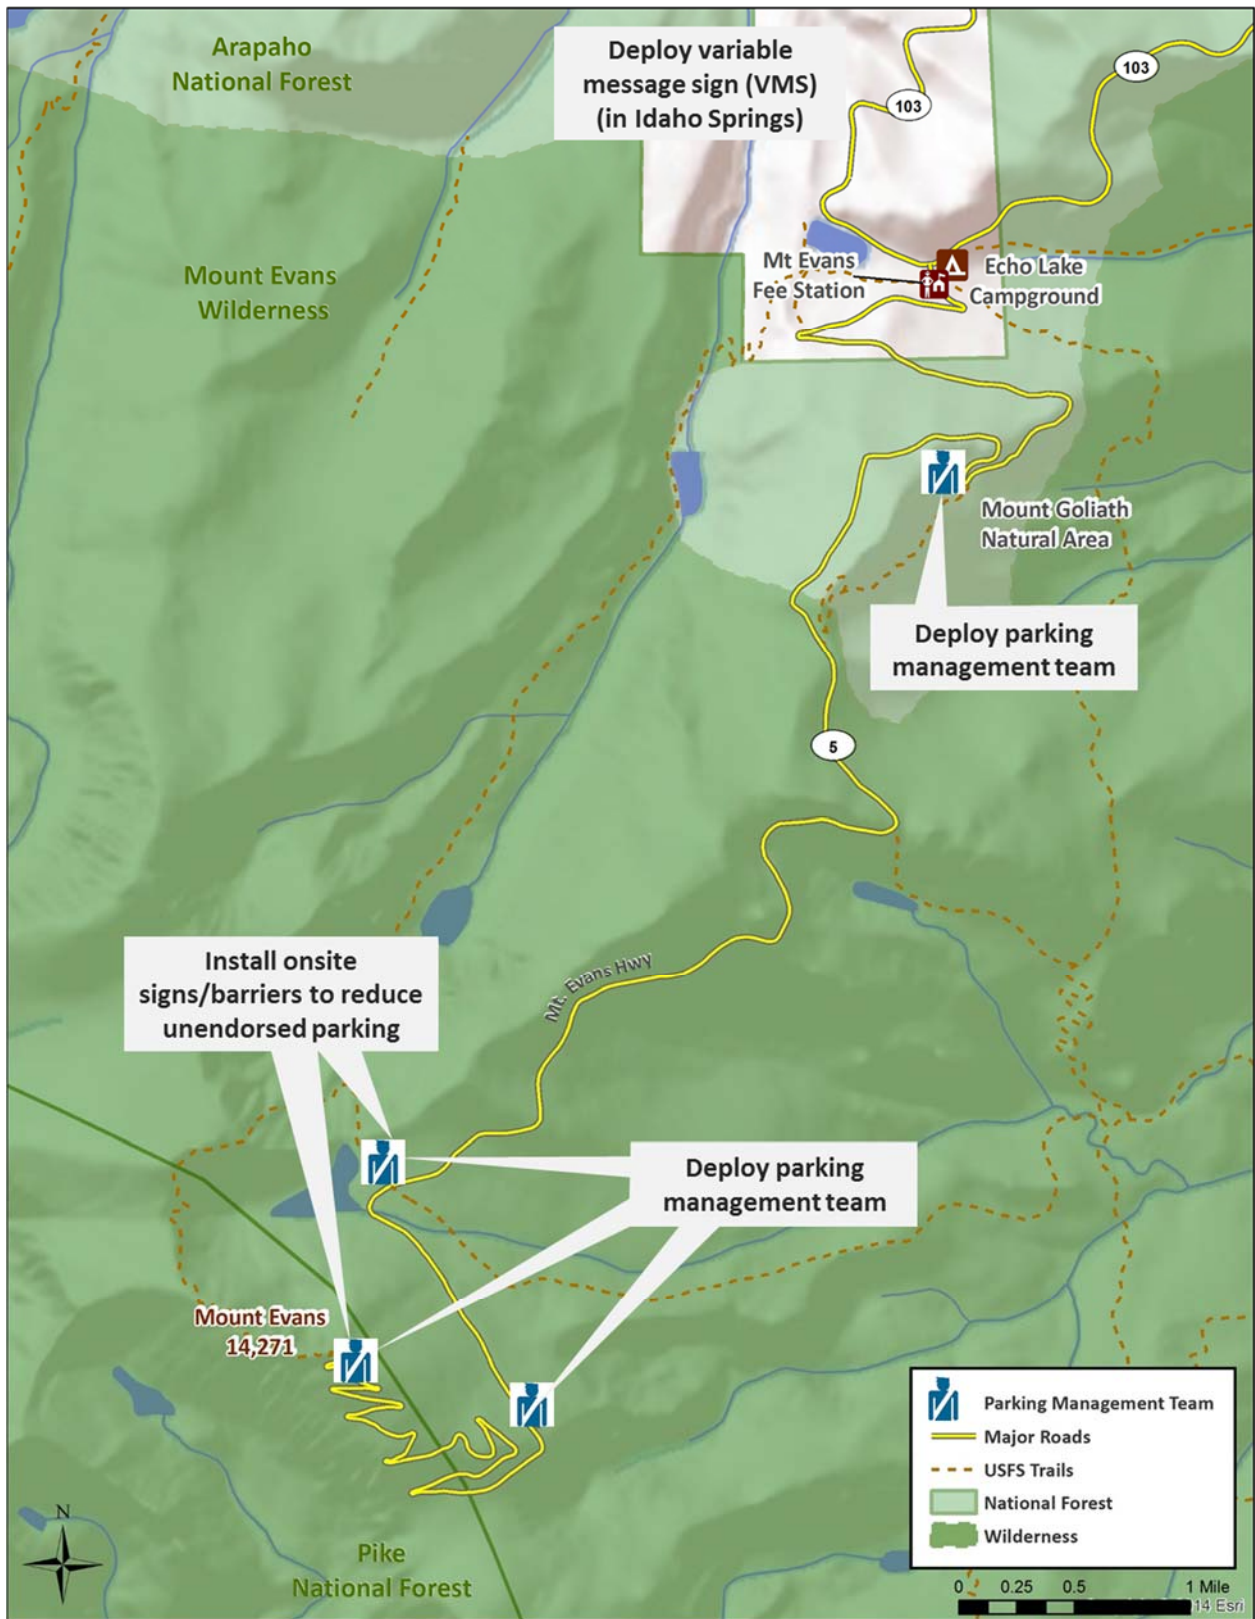 Arapaho
National Forest
Deploy variable
message sign (VMS)
(in Idaho Springs)
103
103
Mount Evans
Wilderness
Mt Evans
Fee Station
Echo Lake
Campground
Mount Goliath
Natural Area
Deploy parking
management team
5
Install onsite
signs/barriers to reduce
unendorsed parking
Mt. Evans Hwy
Deploy parking
management team
Mount Evans
14,271
Parking Management Team
Major Roads
USFS Trails
National Forest
Wilderness
N
Pike
National Forest
0 0.25 0.5 1 Mile
14 Esri